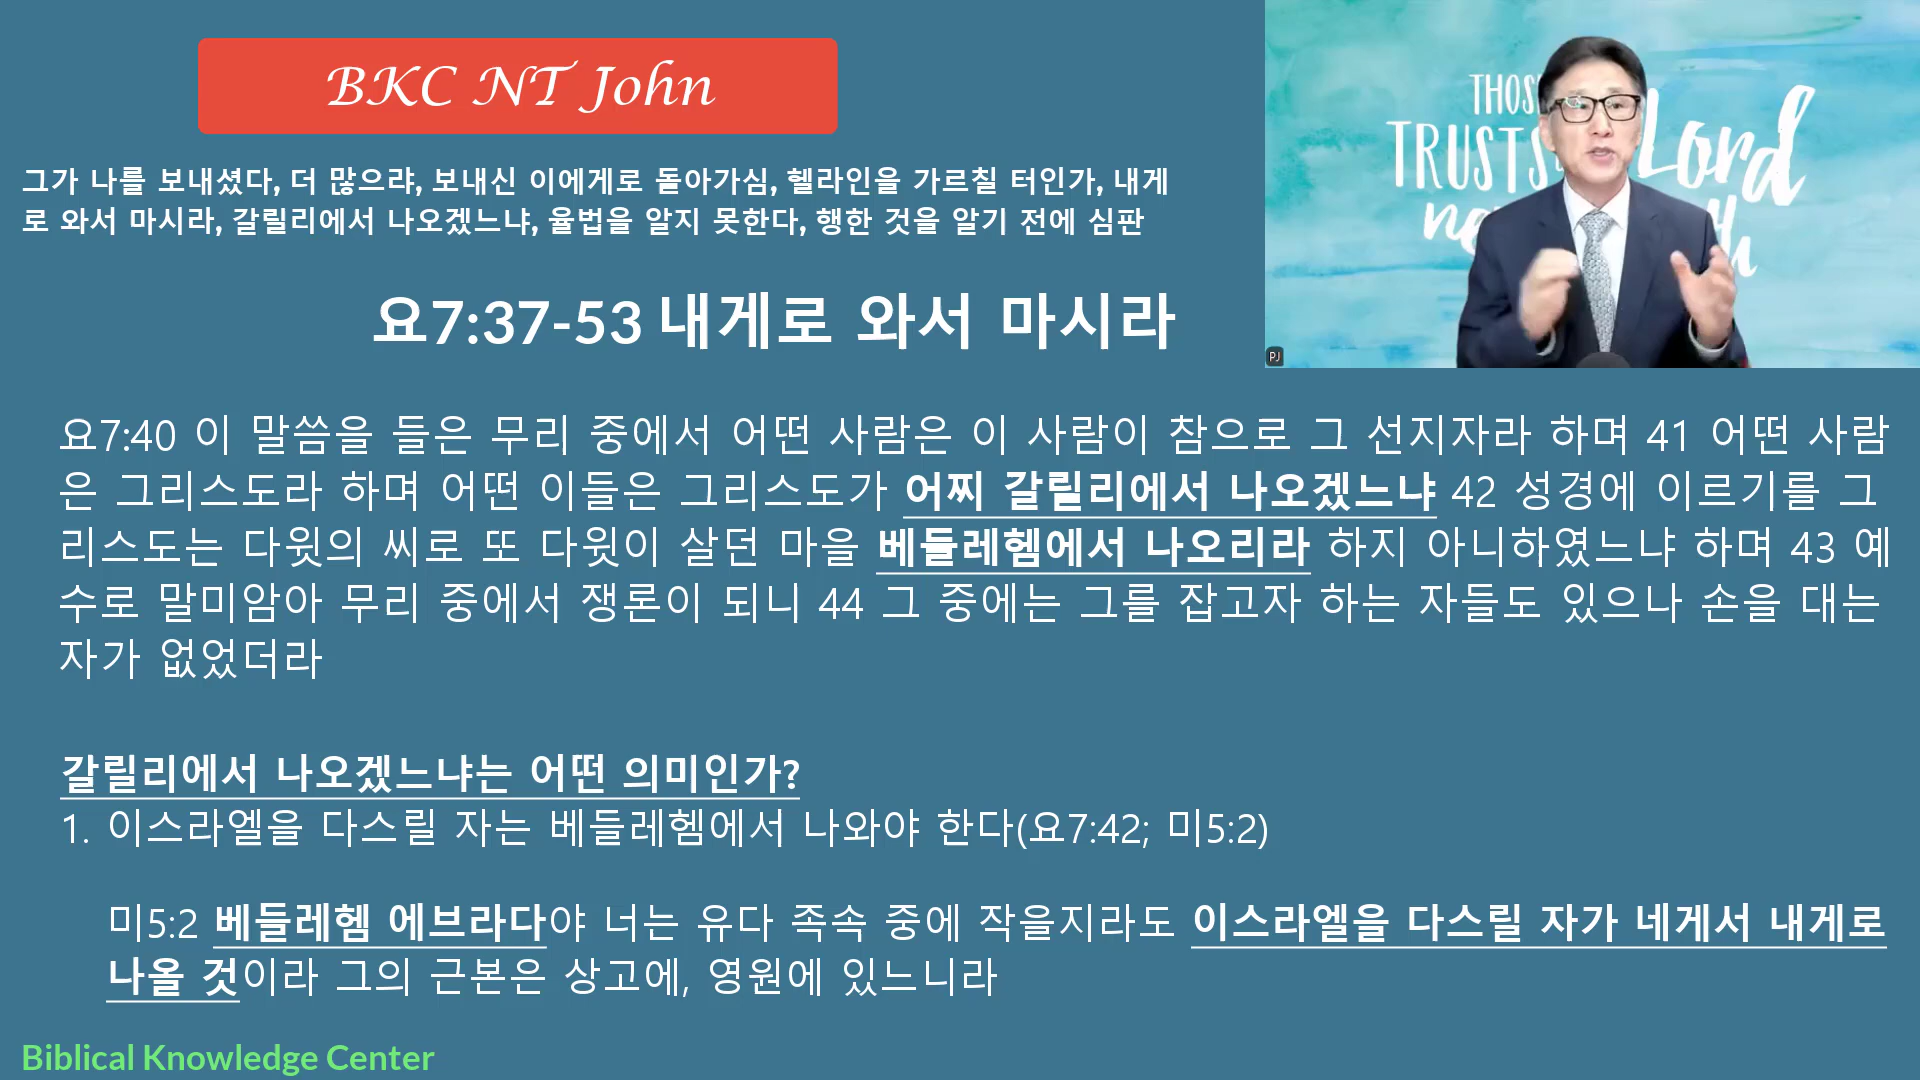 BKC NT John
그가 나를 보내셨다, 더 많으랴, 보내신 이에게로 돌아가심, 헬라인을 가르칠 터인가, 내게
로 와서 마시라, 갈릴리에서 나오겠느냐, 율법을 알지 못한다, 행한 것을 알기 전에 심판
THOS
TRUSTS
Lord
ne
PJ
요7:37-53 내게로 와서 마시라
요7:40 이 말씀을 들은 무리 중에서 어떤 사람은 이 사람이 참으로 그 선지자라 하며 41 어떤 사람
은 그리스도라 하며 어떤 이들은 그리스도가 어찌 갈릴리에서 나오겠느냐 42 성경에 이르기를 그
리스도는 다윗의 씨로 또 다윗이 살던 마을 베들레헴에서 나오리라 하지 아니하였느냐 하며 43 예
수로 말미암아 무리 중에서 쟁론이 되니 44 그 중에는 그를 잡고자 하는 자들도 있으나 손을 대는
자가 없었더라
갈릴리에서 나오겠느냐는 어떤 의미인가?
1. 이스라엘을 다스릴 자는 베들레헴에서 나와야 한다(요7:42; 미5:2)
미5:2 베들레헴 에브라다야 너는 유다 족속 중에 작을지라도 이스라엘을 다스릴 자가 네게서 내게로
나올 것이라 그의 근본은 상고에, 영원에 있느니라
Biblical Knowledge Center